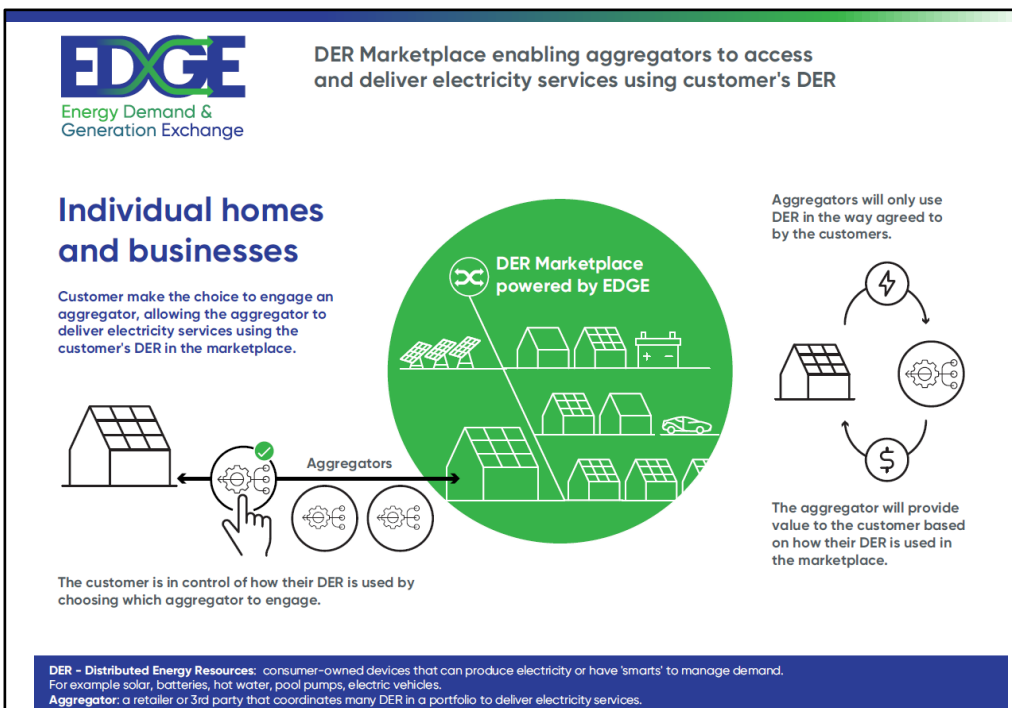 EDGE
Energy Demand &
Generation Exchange
DER Marketplace enabling aggregators to access
and deliver electricity services using customer's DER
Individual homes
and businesses
Customer make the choice to engage an
aggregator, allowing the aggregator to
deliver electricity services using the
customer's DER in the marketplace.
DER Marketplace
powered by EDGE
Aggregators
The customer is in control of how their DER is used by
choosing which aggregator to engage.
Aggregators will only use
DER in the way agreed to
by the customers.
$
The aggregator will provide
value to the customer based
on how their DER is used in
the marketplace.
DER - Distributed Energy Resources: consumer-owned devices that can produce electricity or have 'smarts' to manage demand.
For example solar, batteries, hot water, pool pumps, electric vehicles.
Aggregator: a retailer or 3rd party that coordinates many DER in a portfolio to deliver electricity services.